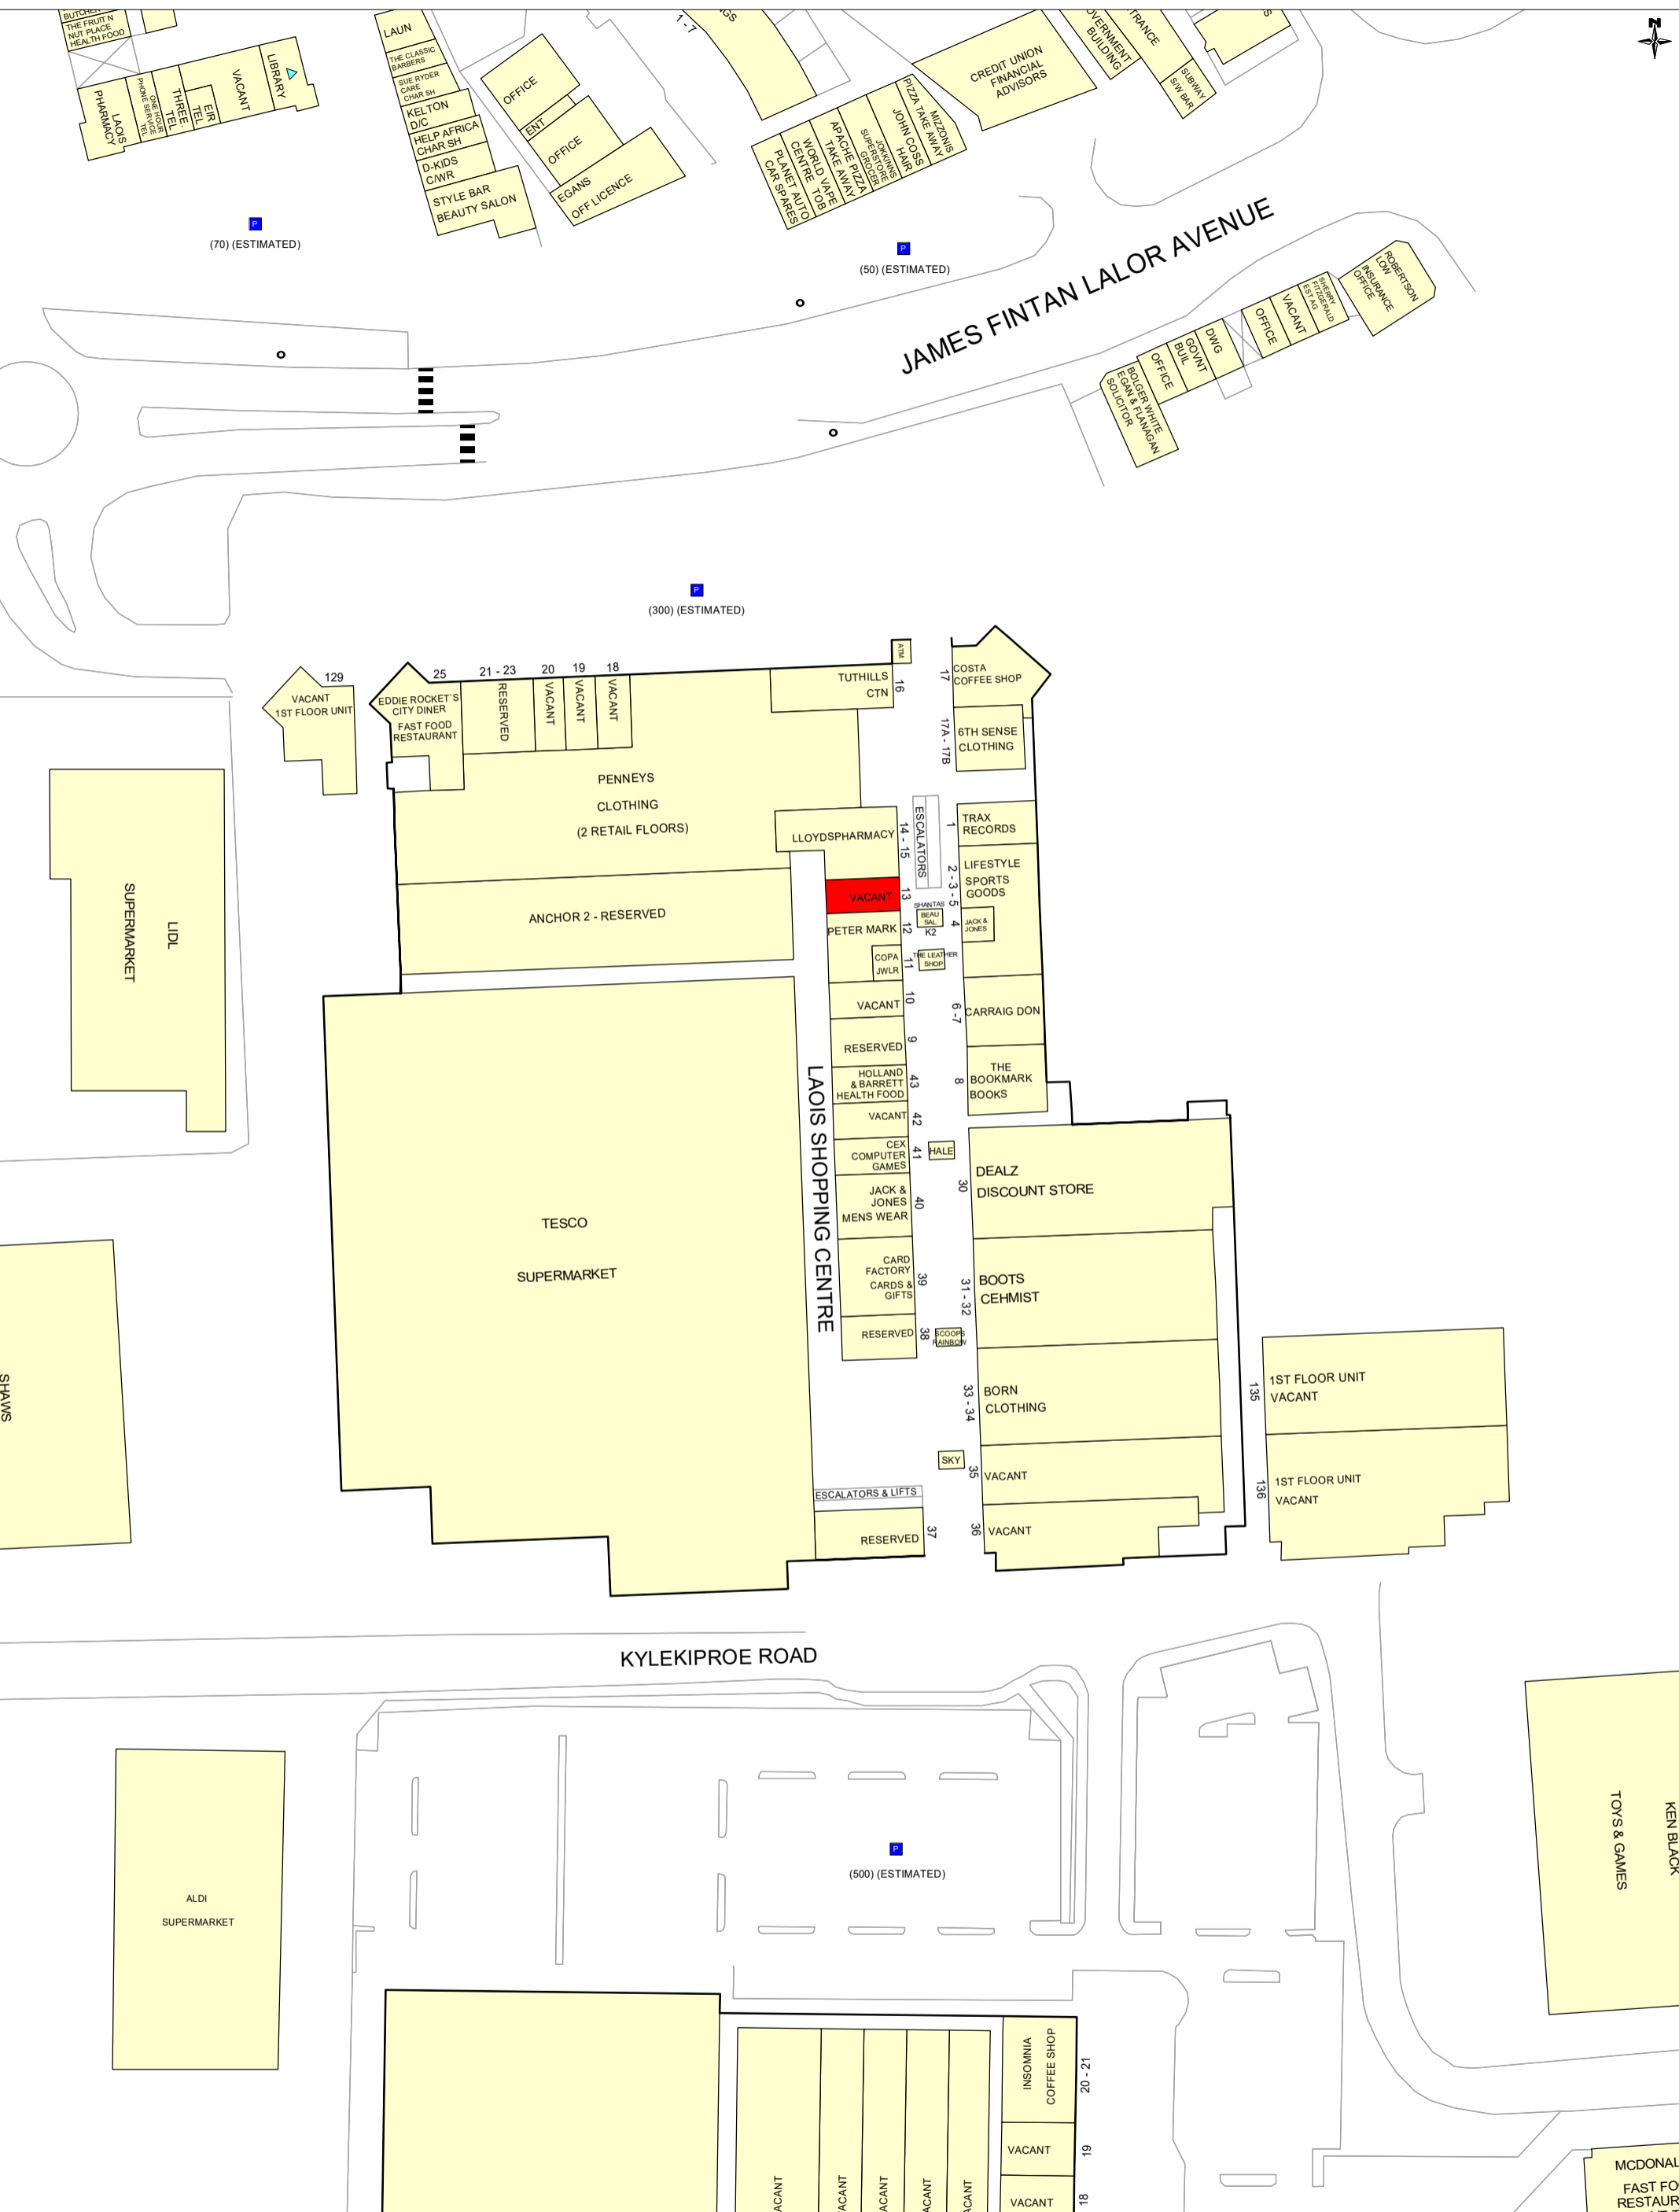 THE FRUIT N
NUT PLACE
HEALTH FOOD
LAOIS
PHARMACY
ONE HOUR
PHONE SERVICE
TEL
THREE.
TEL
EIR
TEL
VACANT
LIBRARY
LAUN
THE CLASSIC
BARBERS
SUE RYDER
CARE
CHAR SH
KELTON
D/C
HELP AFRICA
CHAR SH
D-KIDS
C/WR
STYLE BAR
BEAUTY SALON
OFFICE
ENT
OFFICE
EGANS
OFF LICENCE
1 - 7
GS
PLANET AUTO
CAR SPARES
WORLD VAPE
CENTRE TOB
APACHE PIZZA
TAKE AWAY
JOKKINNS
SUPERSTORE
GROCER
JOHN COSS
HAIR
MIZZONIS
PIZZA TAKE AWAY
CREDIT UNION
FINANCIAL
ADVISORS
OVERNMENT
BUILDING
TRANCE
SUBWAY
S/W BAR
S
N
P
(70) (ESTIMATED)
P
(50) (ESTIMATED)
JAMES FINTAN LALOR AVENUE
ROBERTSON
LOW
INSURANCE
OFFICE
SHERRY
FITZGERALD
EST AG
VACANT
OFFICE
DWG
GOVNT
BUIL
OFFICE
BOLGER WHITE
EGAN & FLANAGAN
SOLICITOR
P
(300) (ESTIMATED)
129
VACANT
1ST FLOOR UNIT
25
EDDIE ROCKET`S
CITY DINER
FAST FOOD
RESTAURANT
21 - 23
RESERVED
20
VACANT
19
VACANT
18
VACANT
TUTHILLS
CTN
16
ATM
17
COSTA
COFFEE SHOP
17A - 17B
6TH SENSE
CLOTHING
PENNEYS
CLOTHING
(2 RETAIL FLOORS)
LLOYDSPHARMACY
14 - 15
ESCALATORS
1
TRAX
RECORDS
2 - 3 - 5
LIFESTYLE
SPORTS
GOODS
VACANT
13
SHANTAS
BEAU
SAL
K2
4
JACK &
JONES
ANCHOR 2 - RESERVED
PETER MARK
12
COPA
JWLR
11
THE LEATHER
SHOP
VACANT
10
6 -7
CARRAIG DON
RESERVED
9
HOLLAND
& BARRETT
HEALTH FOOD
43
8
THE
BOOKMARK
BOOKS
VACANT
42
CEX
COMPUTER
GAMES
41
HALE
JACK &
JONES
MENS WEAR
40
30
DEALZ
DISCOUNT STORE
CARD
FACTORY
CARDS &
GIFTS
39
31 - 32
BOOTS
CEHMIST
RESERVED
38
SCOOPS
RAINBOW
33 - 34
BORN
CLOTHING
SKY
35
VACANT
ESCALATORS & LIFTS
RESERVED
37
36
VACANT
LAOIS SHOPPING CENTRE
TESCO
SUPERMARKET
LIDL
SUPERMARKET
SHAWS
135
1ST FLOOR UNIT
VACANT
136
1ST FLOOR UNIT
VACANT
KYLEKIPROE ROAD
P
(500) (ESTIMATED)
ALDI
SUPERMARKET
KEN BLACK
TOYS & GAMES
INSOMNIA
COFFEE SHOP
20 - 21
VACANT
19
VACANT
18
ACANT
ACANT
ACANT
ACANT
ACANT
MCDONAL
FAST FO
RESTAUR